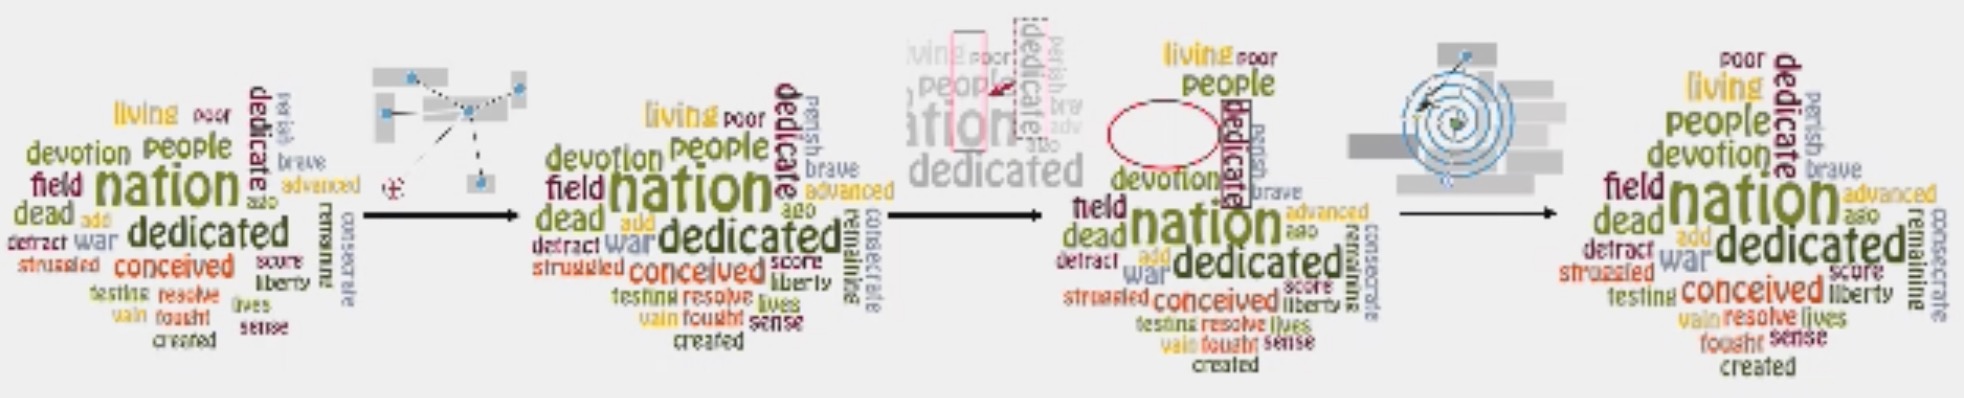 living poor dedicate perish
devotion people brave
field nation advanced
dead add dedicated ago remaining consecrate
detract war
struggled conceived score
liberty
testing resolve lives
vain fought sense
created
living poor dedicate perish
devotion people brave
field nation advanced
dead add dedicated ago remaining consecrate
detract war
struggled conceived score
liberty
testing resolve lives
vain fought sense
created
living poor dedicate perish
people
nation
ago
dedicated
living poor
people
dedicate perish
devotion brave
field nation advanced
dead add dedicated ago remaining consecrate
detract war
struggled conceived score
liberty
testing resolve lives
vain fought sense
created
poor dedicate
living perish
people
devotion brave
field nation advanced
dead add dedicated ago remaining consecrate
detract war
struggled conceived score
testing liberty
vain resolve lives
fought sense
created